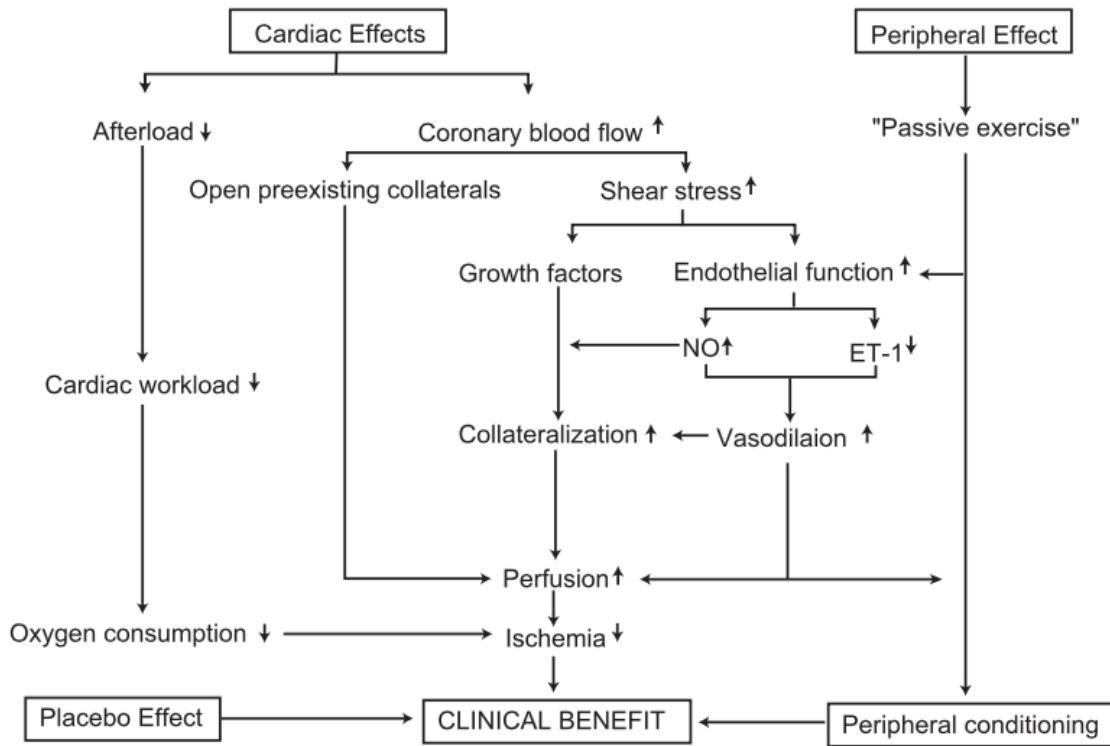 Cardiac Effects
Peripheral Effect
Afterload ↓
Coronary blood flow ↑
"Passive exercise"
Open preexisting collaterals
Shear stress ↑
Growth factors
Endothelial function ↑
NO ↑
ET-1 ↓
Cardiac workload ↓
Collateralization ↑
Vasodilaion ↑
Perfusion ↑
Oxygen consumption ↓
Ischemia ↓
Placebo Effect
CLINICAL BENEFIT
Peripheral conditioning